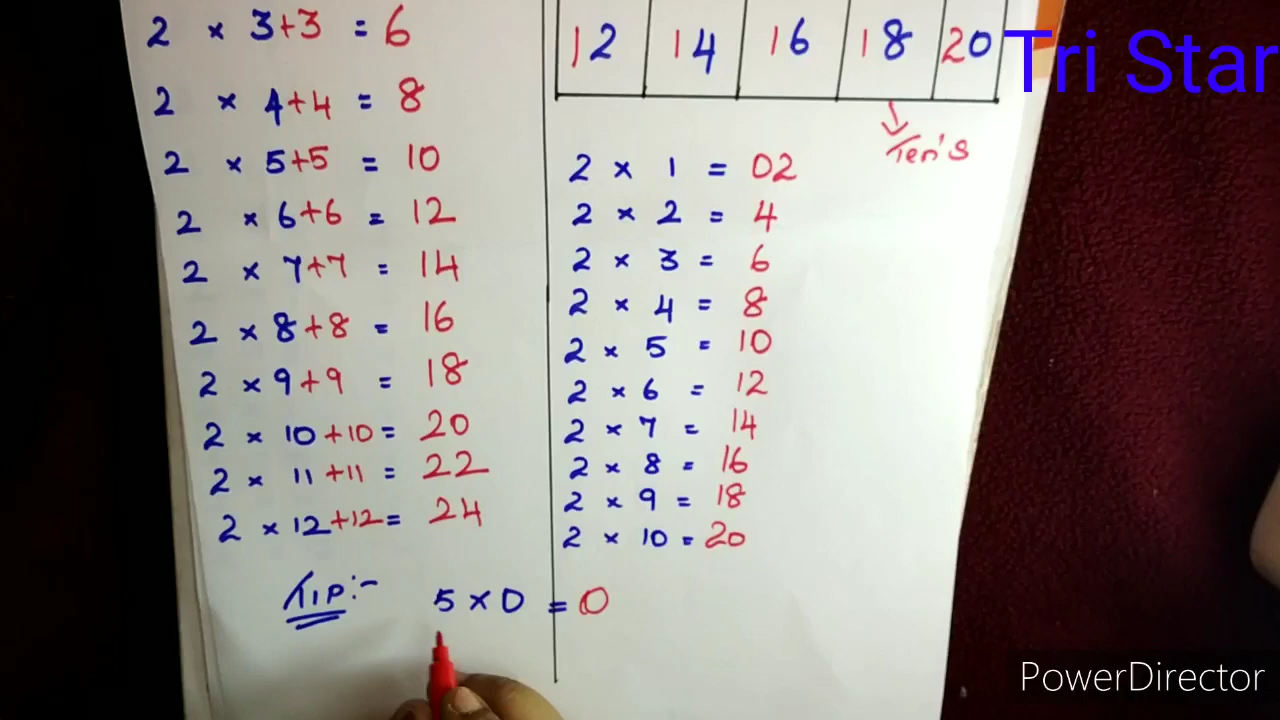 2 × 3+3 = 6
2 × 4+4 = 8
2 × 5+5 = 10
2 × 6+6 = 12
2 × 7+7 = 14
2 × 8+8 = 16
2 × 9+9 = 18
2 × 10+10= 20
2 × 11+11 = 22
2 × 12+12= 24
12 14 16 18 20
Ten's
2 × 1 = 02
2 × 2 = 4
2 × 3 = 6
2 × 4 = 8
2 × 5 = 10
2 × 6 = 12
2 × 7 = 14
2 × 8 = 16
2 × 9 = 18
2 × 10 = 20
TIP:-
5 × 0 = 0
Tri Star
PowerDirector